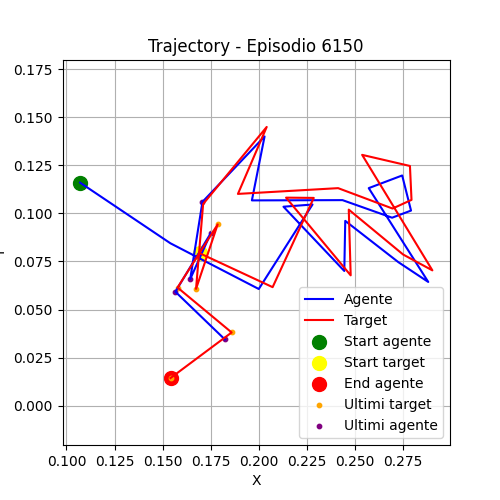 Trajectory - Episodio 6150
0.175
0.150
0.125
0.100
0.075
0.050
0.025
0.000
0.100 0.125 0.150 0.175 0.200 0.225 0.250 0.275
X
Agente
Target
Start agente
Start target
End agente
Ultimi target
Ultimi agente